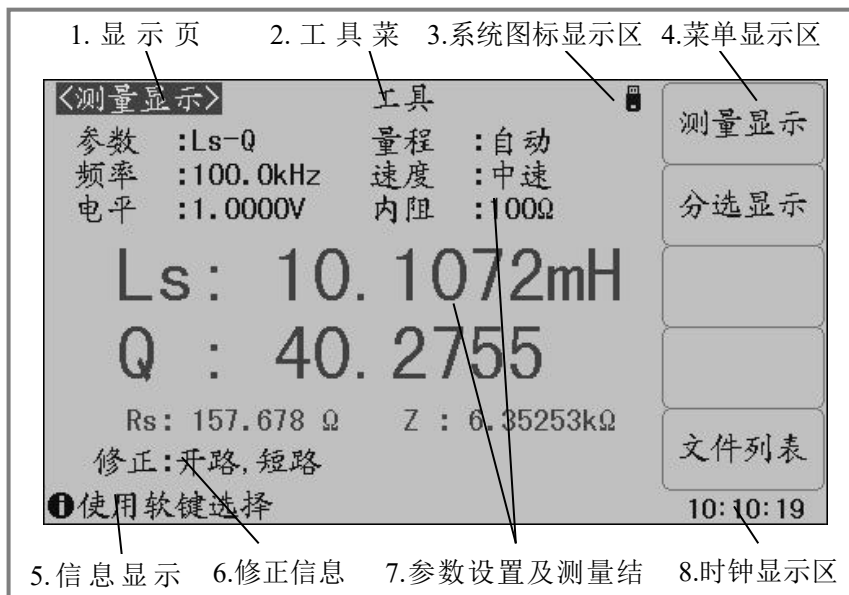 1. 显示页 2. 工具菜 3.系统图标显示区 4.菜单显示区
<测量显示> 工具
测量显示
参数 :Ls-Q 量程 :自动
频率 :100.0kHz 速度 :中速
电平 :1.0000V 内阻 :100Ω
分选显示
Ls: 10.1072mH
Q : 40.2755
Rs: 157.678 Ω Z : 6.35253kΩ
文件列表
修正:开路,短路
使用软键选择 10:10:19
5.信息显示 6.修正信息 7.参数设置及测量结 8.时钟显示区